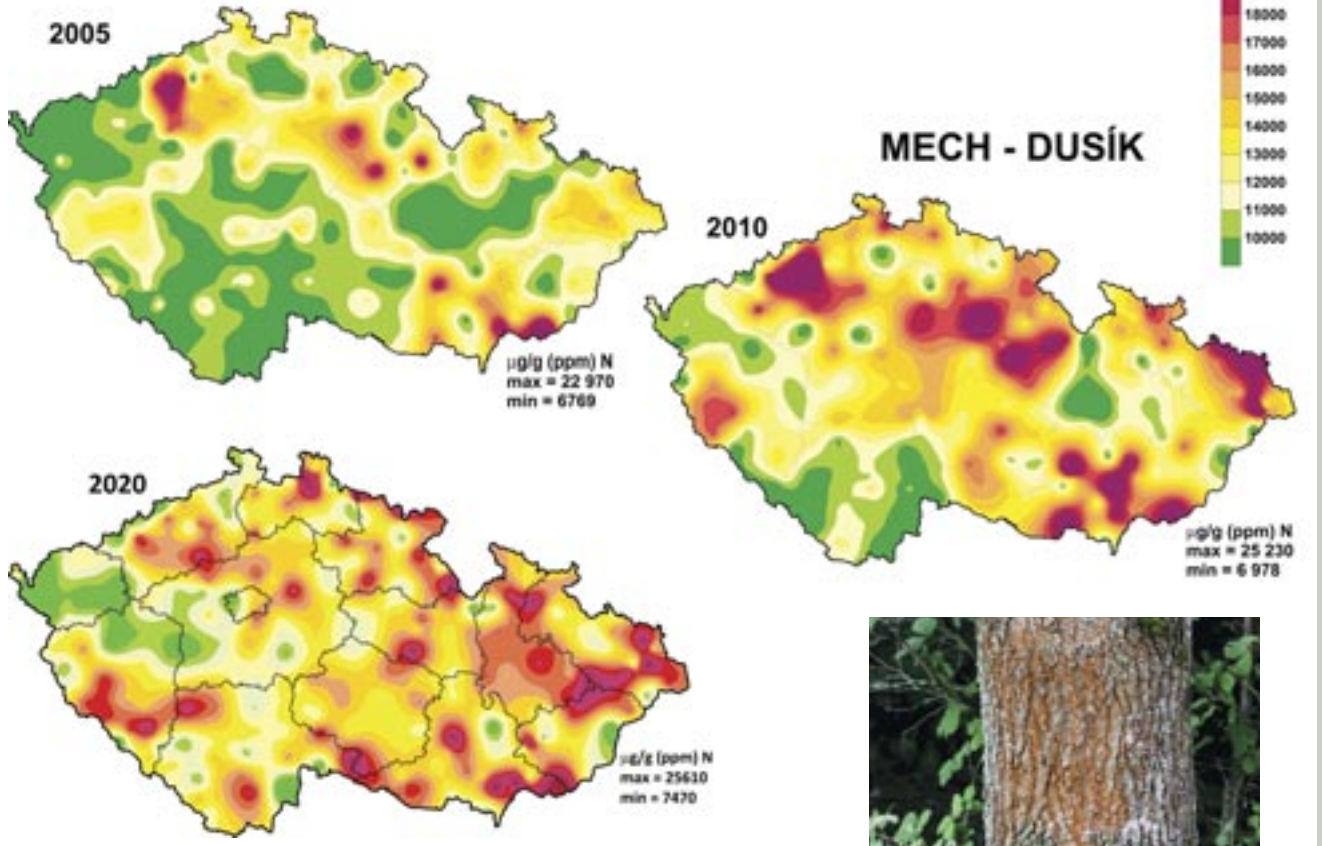 2005
18000
17000
16000
15000
14000
13000
12000
11000
10000
MECH - DUSÍK
2010
µg/g (ppm) N
max = 22 970
min = 6769
2020
µg/g (ppm) N
max = 25 230
min = 6 978
µg/g (ppm) N
max = 25610
min = 7470